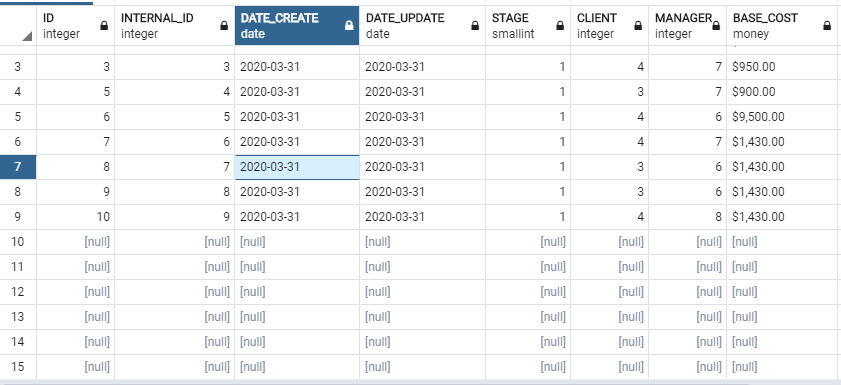 ID INTERNAL_ID DATE_CREATE DATE_UPDATE STAGE CLIENT MANAGER BASE_COST
integer integer date date smallint integer integer money
3 3 3 2020-03-31 2020-03-31 1 4 7 $950.00
4 5 4 2020-03-31 2020-03-31 1 3 7 $900.00
5 6 5 2020-03-31 2020-03-31 1 4 6 $9,500.00
6 7 6 2020-03-31 2020-03-31 1 4 7 $1,430.00
7 8 7 2020-03-31 2020-03-31 1 3 6 $1,430.00
8 9 8 2020-03-31 2020-03-31 1 3 6 $1,430.00
9 10 9 2020-03-31 2020-03-31 1 4 8 $1,430.00
10 [null] [null] [null] [null] [null] [null] [null] [null]
11 [null] [null] [null] [null] [null] [null] [null] [null]
12 [null] [null] [null] [null] [null] [null] [null] [null]
13 [null] [null] [null] [null] [null] [null] [null] [null]
14 [null] [null] [null] [null] [null] [null] [null] [null]
15 [null] [null] [null] [null] [null] [null] [null] [null]